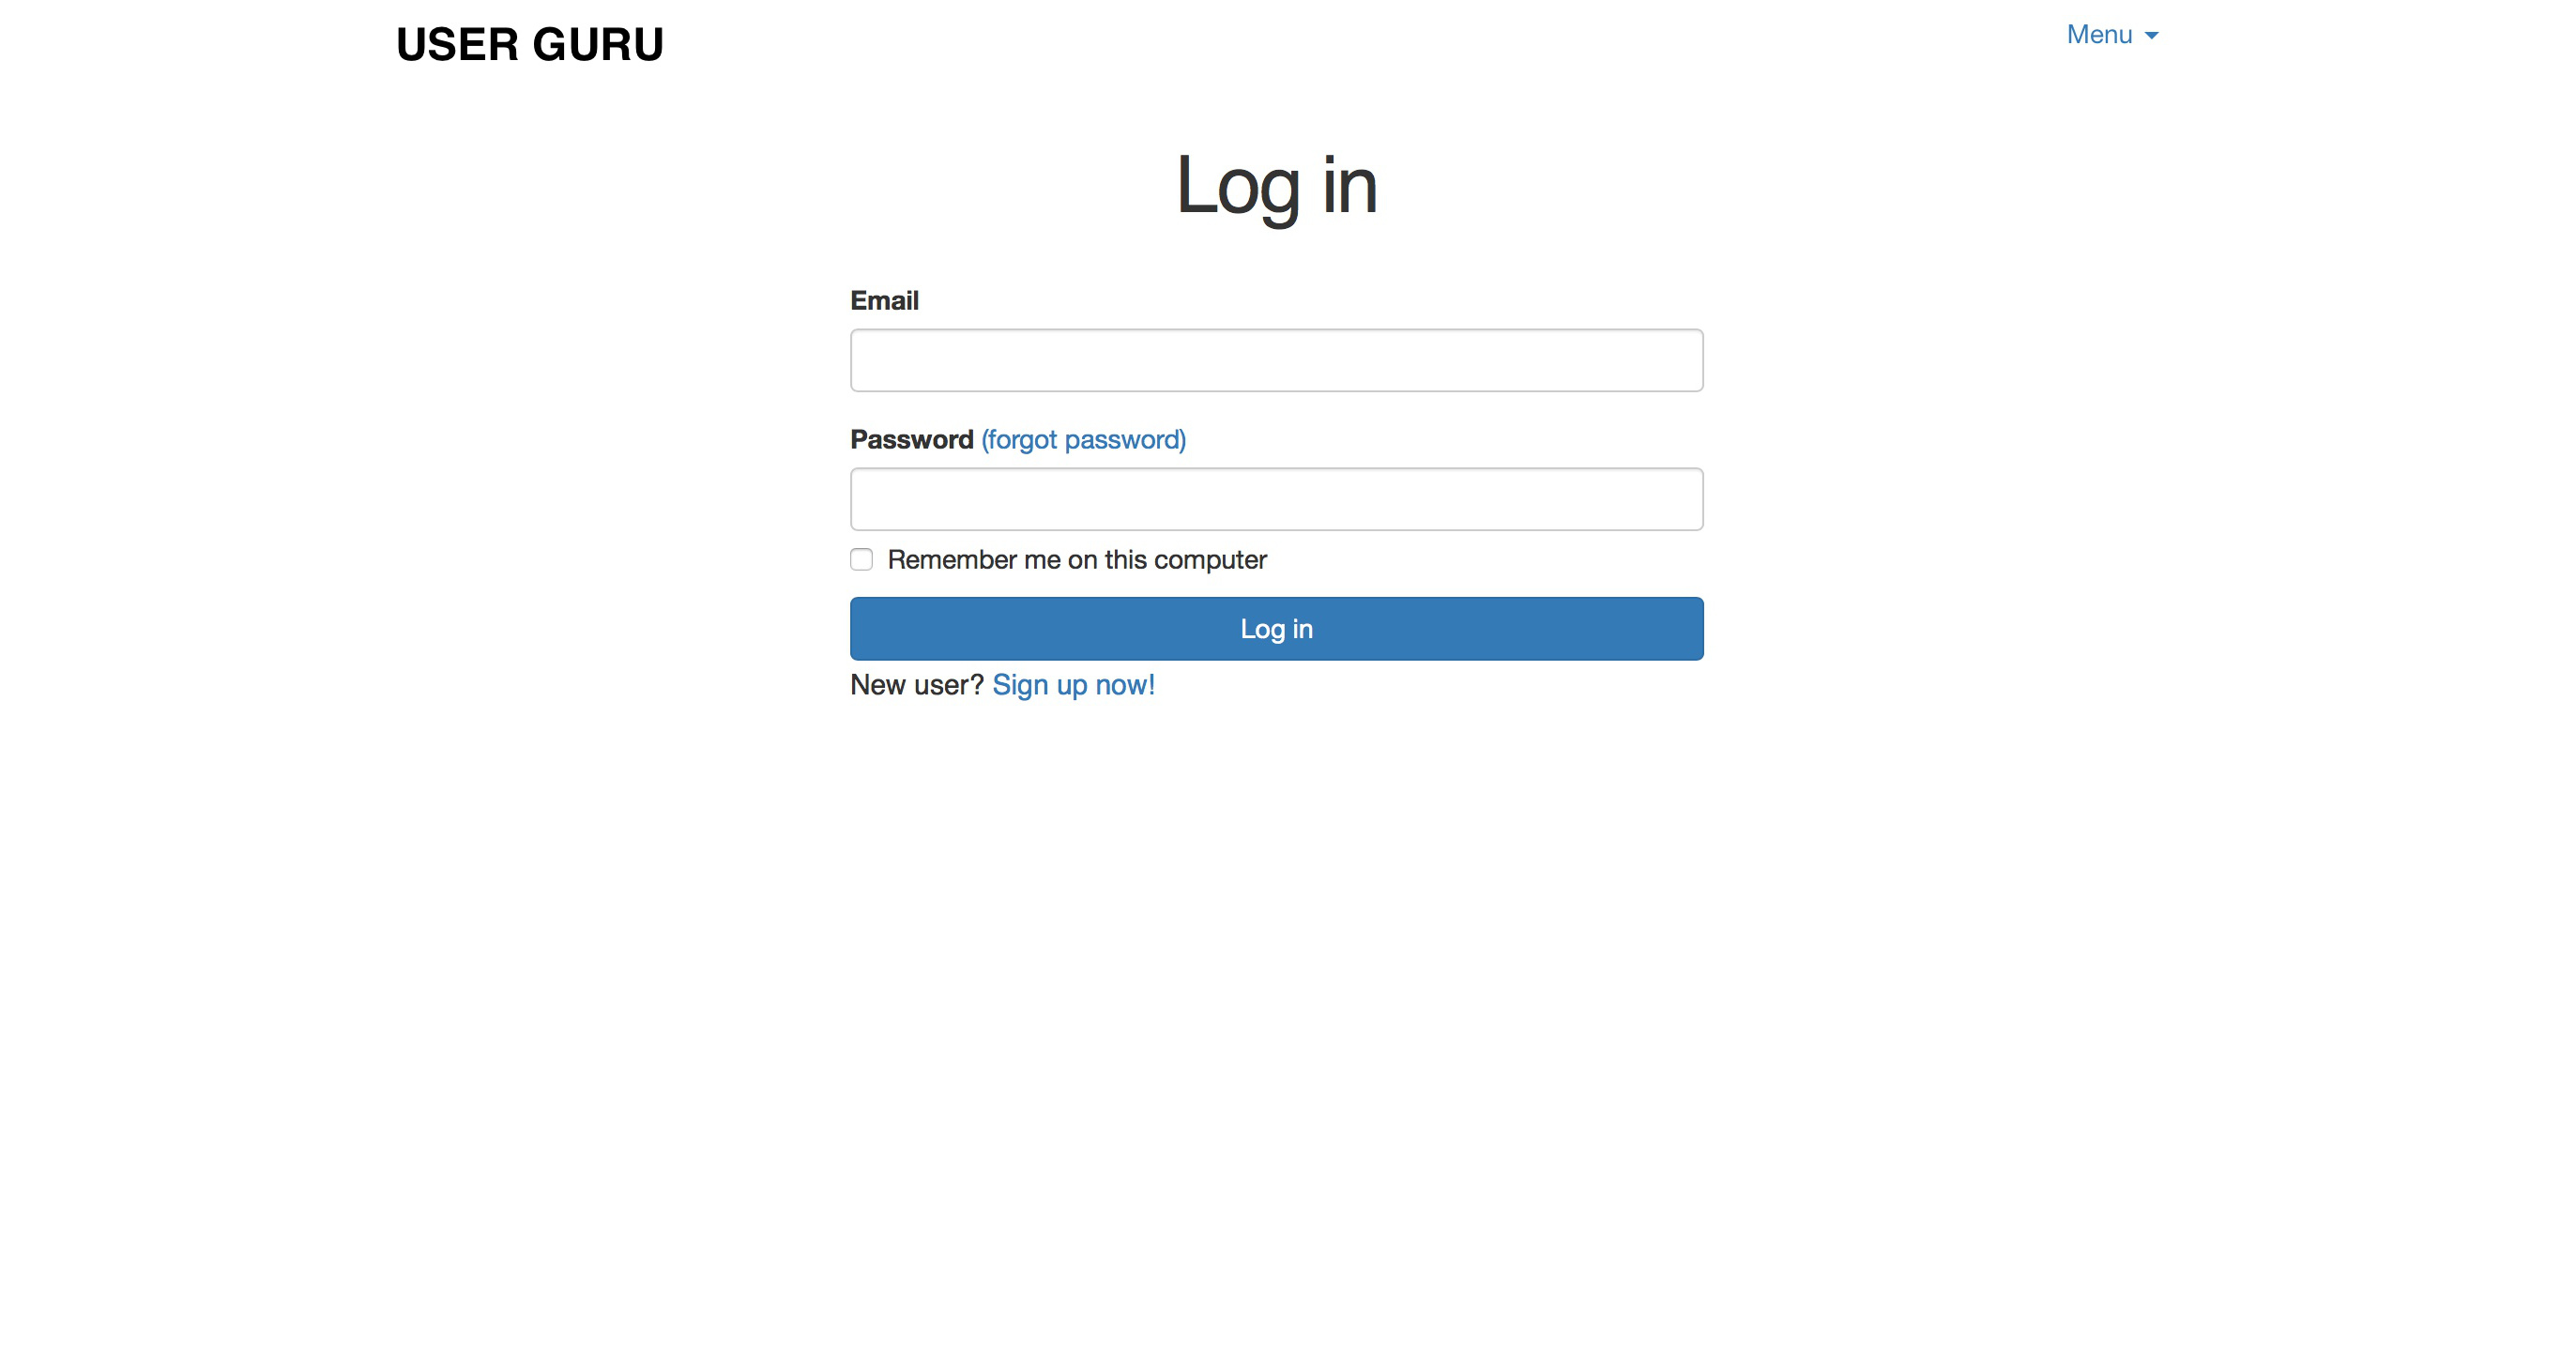 USER GURU
Menu
Log in
Email
Password (forgot password)
Remember me on this computer
Log in
New user? Sign up now!